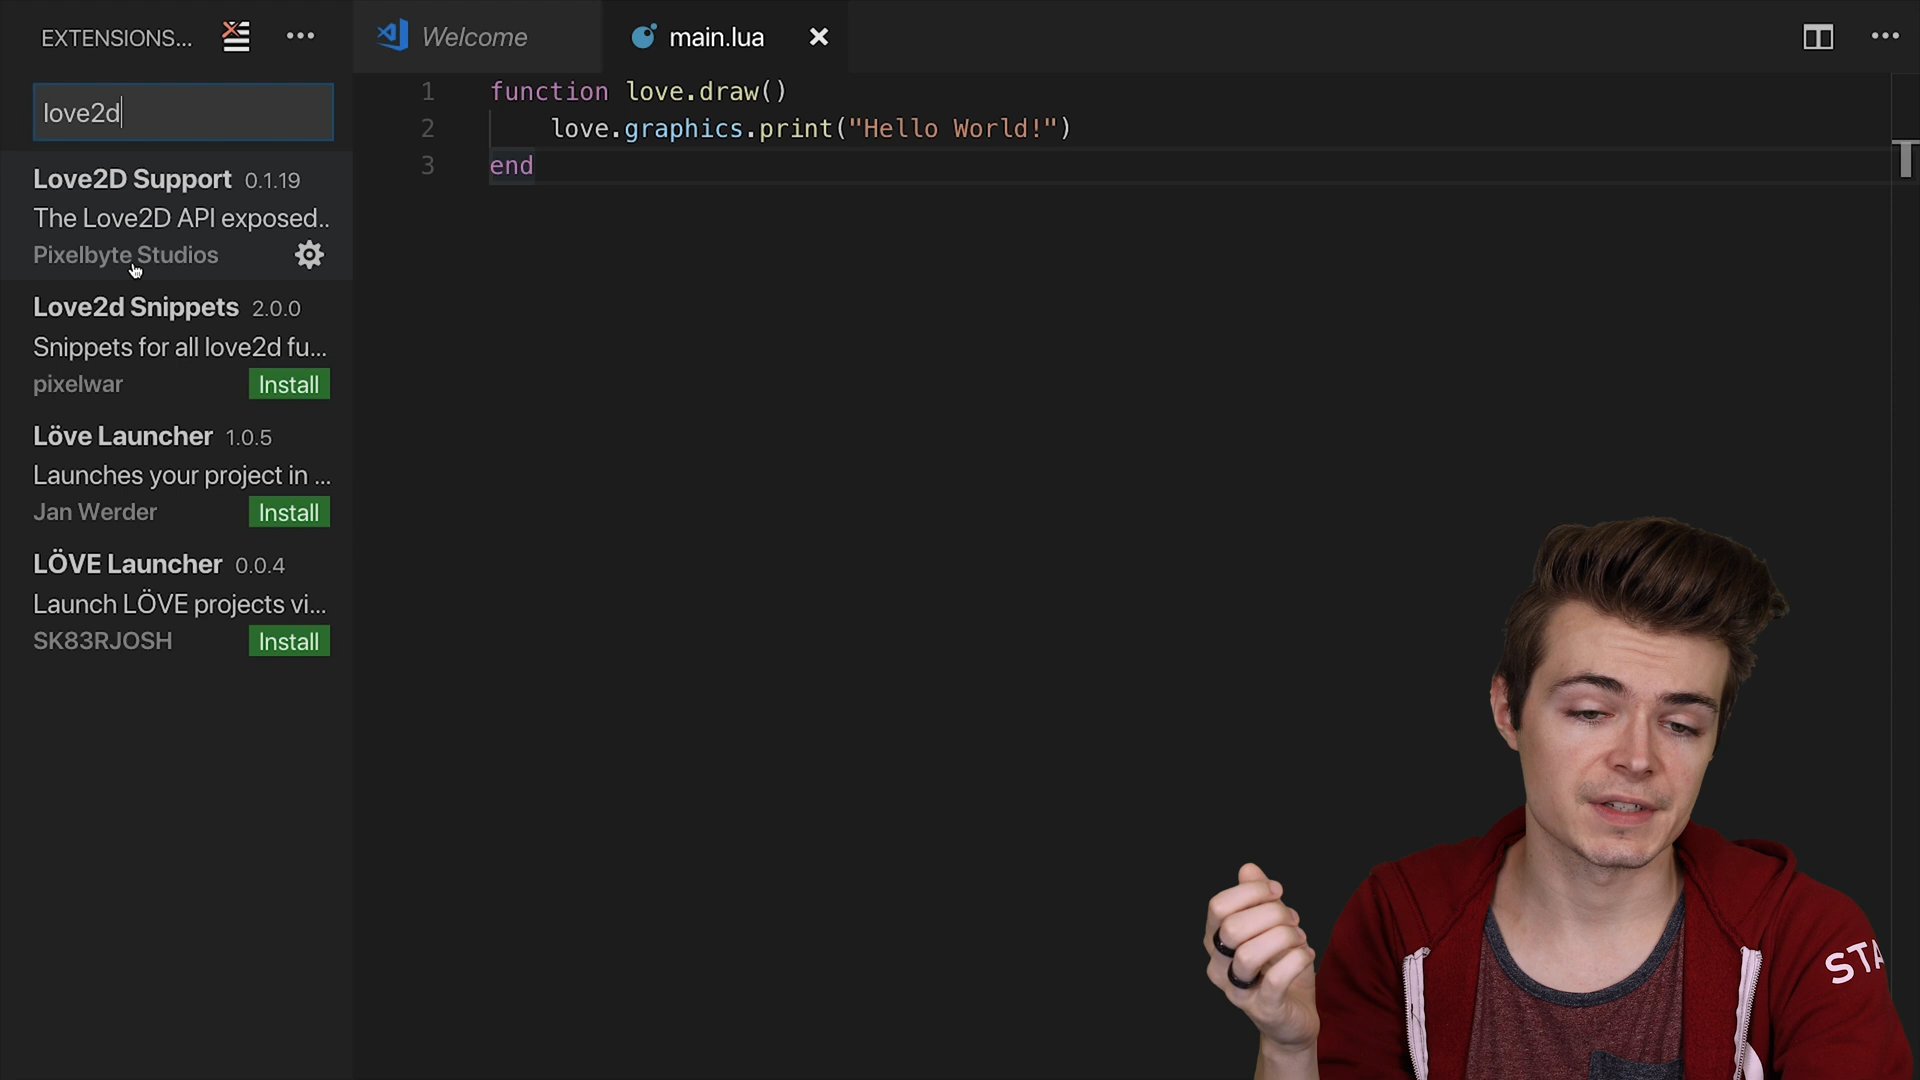 EXTENSIONS...
Welcome
main.lua
love2d
Love2D Support 0.1.19
The Love2D API exposed..
Pixelbyte Studios
Love2d Snippets 2.0.0
Snippets for all love2d fu...
pixelwar
Install
Löve Launcher 1.0.5
Launches your project in ...
Jan Werder
Install
LÖVE Launcher 0.0.4
Launch LÖVE projects vi...
SK83RJOSH
Install
1 function love.draw()
2 love.graphics.print("Hello World!")
3 end
STA